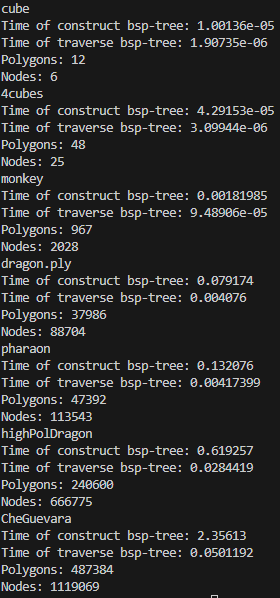 cube
Time of construct bsp-tree: 1.00136e-05
Time of traverse bsp-tree: 1.90735e-06
Polygons: 12
Nodes: 6
4cubes
Time of construct bsp-tree: 4.29153e-05
Time of traverse bsp-tree: 3.09944e-06
Polygons: 48
Nodes: 25
monkey
Time of construct bsp-tree: 0.00181985
Time of traverse bsp-tree: 9.48906e-05
Polygons: 967
Nodes: 2028
dragon.ply
Time of construct bsp-tree: 0.079174
Time of traverse bsp-tree: 0.004076
Polygons: 37986
Nodes: 88704
pharaon
Time of construct bsp-tree: 0.132076
Time of traverse bsp-tree: 0.00417399
Polygons: 47392
Nodes: 113543
highPolDragon
Time of construct bsp-tree: 0.619257
Time of traverse bsp-tree: 0.0284419
Polygons: 240600
Nodes: 666775
CheGuevara
Time of construct bsp-tree: 2.35613
Time of traverse bsp-tree: 0.0501192
Polygons: 487384
Nodes: 1119069